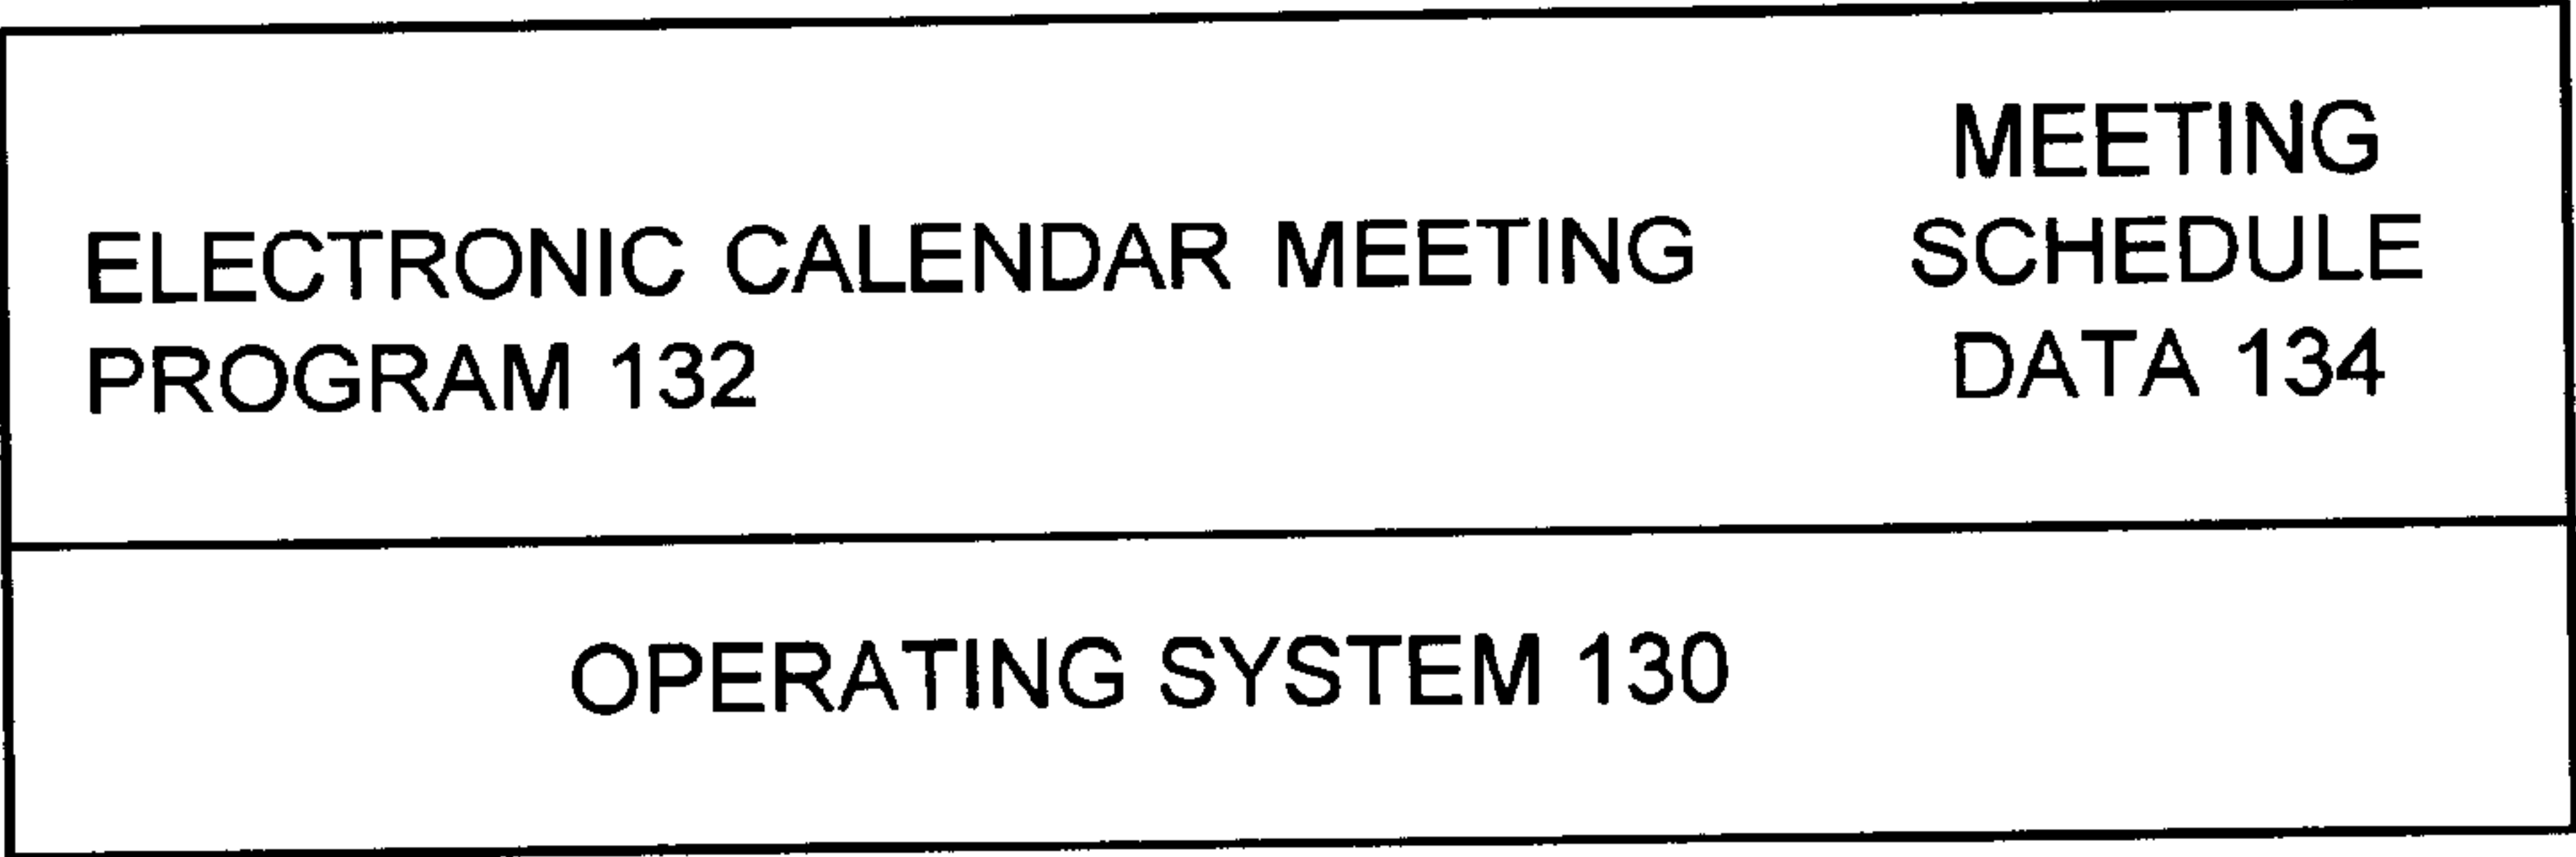 ELECTRONIC CALENDAR MEETING
PROGRAM 132
MEETING
SCHEDULE
DATA 134
OPERATING SYSTEM 130